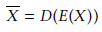 X̅ = D(E(X))